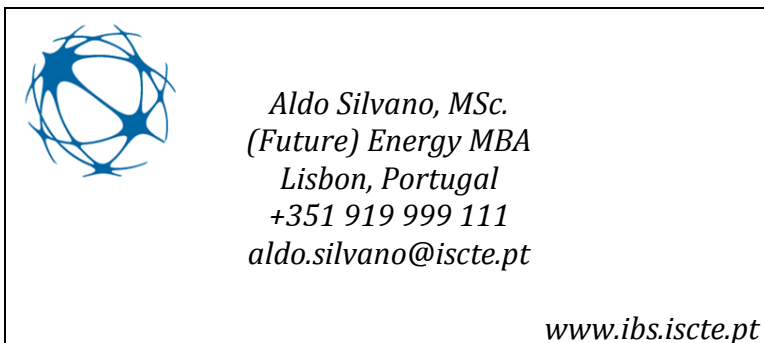 Aldo Silvano, MSc.
(Future) Energy MBA
Lisbon, Portugal
+351 919 999 111
aldo.silvano@iscte.pt
www.ibs.iscte.pt